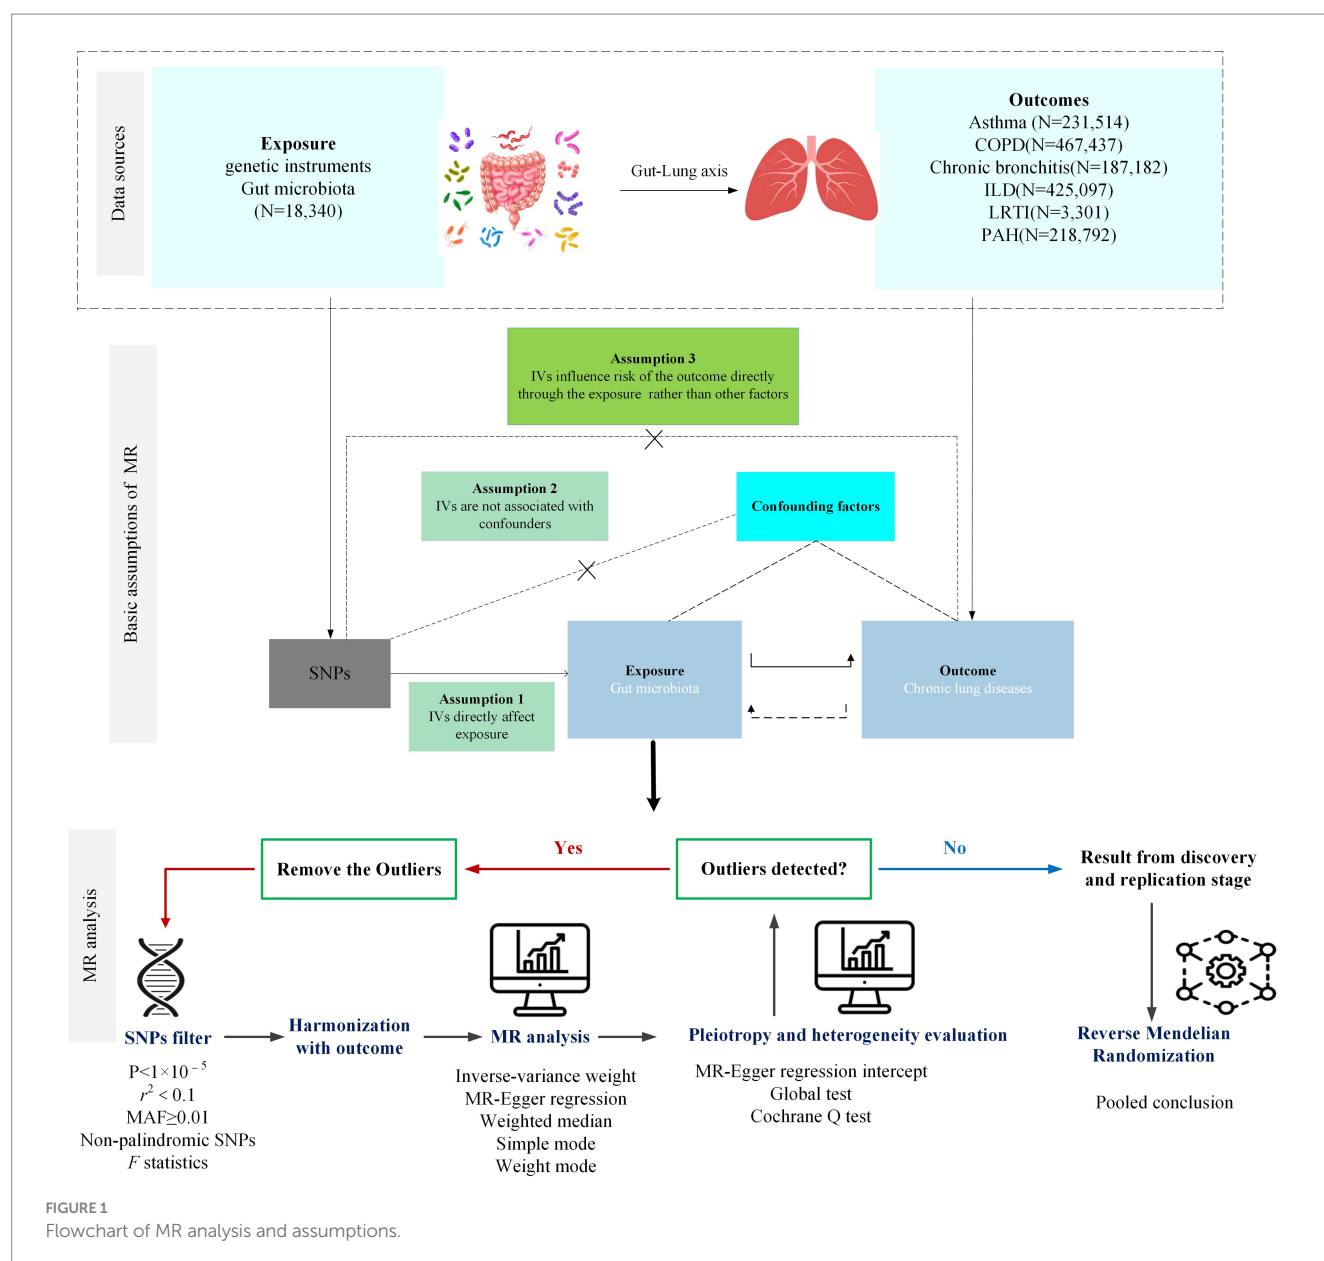 Data sources
Exposure
genetic instruments
Gut microbiota
(N=18,340)
Gut-Lung axis
Outcomes
Asthma (N=231,514)
COPD(N=467,437)
Chronic bronchitis(N=187,182)
ILD(N=425,097)
LRTI(N=3,301)
PAH(N=218,792)
Basic assumptions of MR
Assumption 3
IVs influence risk of the outcome directly
through the exposure rather than other factors
Assumption 2
IVs are not associated with
confounders
Confounding factors
SNPs
Assumption 1
IVs directly affect
exposure
Exposure
Gut microbiota
Outcome
Chronic lung diseases
MR analysis
Remove the Outliers
Yes
Outliers detected?
No
Result from discovery
and replication stage
SNPs filter
P<1×10⁻⁵
r² < 0.1
MAF≥0.01
Non-palindromic SNPs
F statistics
Harmonization
with outcome
MR analysis
Inverse-variance weight
MR-Egger regression
Weighted median
Simple mode
Weight mode
Pleiotropy and heterogeneity evaluation
MR-Egger regression intercept
Global test
Cochrane Q test
Reverse Mendelian
Randomization
Pooled conclusion
FIGURE 1
Flowchart of MR analysis and assumptions.